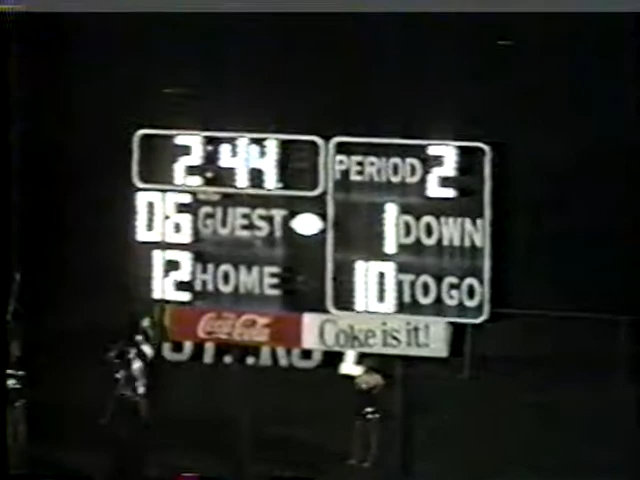 2:44
PERIOD 2
06 GUEST
1 DOWN
12 HOME
10 TO GO
Coca-Cola
Coke is it!